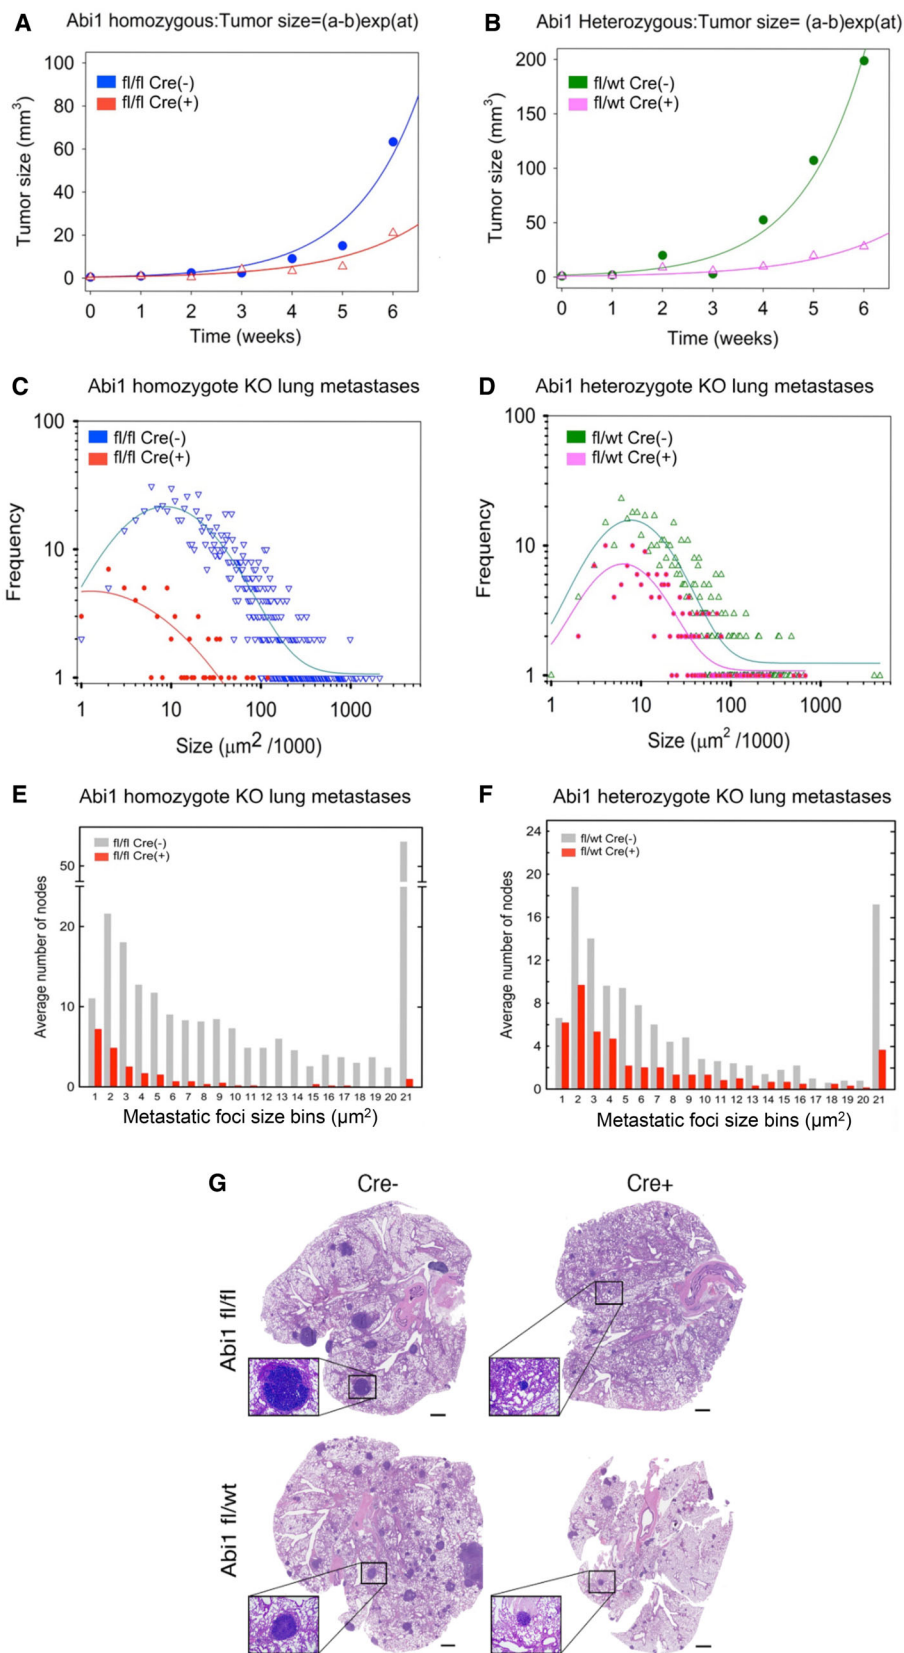 A Abi1 homozygous:Tumor size=(a-b)exp(at)
Tumor size (mm3)
100
80
60
40
20
0
fl/fl Cre(-)
fl/fl Cre(+)
0 1 2 3 4 5 6
Time (weeks)
B Abi1 Heterozygous:Tumor size= (a-b)exp(at)
Tumor size (mm3)
200
150
100
50
0
fl/wt Cre(-)
fl/wt Cre(+)
0 1 2 3 4 5 6
Time (weeks)
C Abi1 homozygote KO lung metastases
Frequency
100
10
1
fl/fl Cre(-)
fl/fl Cre(+)
1 10 100 1000
Size (μm2 /1000)
D Abi1 heterozygote KO lung metastases
Frequency
100
10
1
fl/wt Cre(-)
fl/wt Cre(+)
1 10 100 1000
Size (μm2 /1000)
E Abi1 homozygote KO lung metastases
Average number of nodes
50
20
10
0
fl/fl Cre(-)
fl/fl Cre(+)
1 2 3 4 5 6 7 8 9 10 11 12 13 14 15 16 17 18 19 20 21
Metastatic foci size bins (μm2)
F Abi1 heterozygote KO lung metastases
Average number of nodes
24
20
16
12
8
4
0
fl/wt Cre(-)
fl/wt Cre(+)
1 2 3 4 5 6 7 8 9 10 11 12 13 14 15 16 17 18 19 20 21
Metastatic foci size bins (μm2)
G Cre- Cre+
Abi1 fl/fl
Abi1 fl/wt